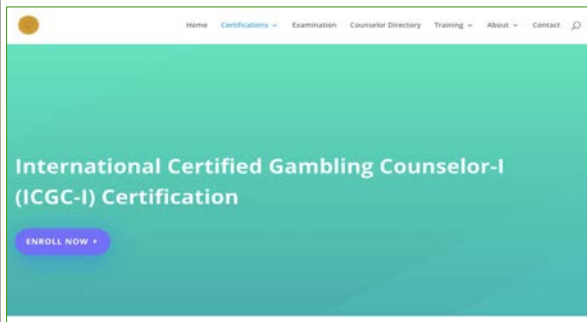 Home Certifications Examination Counselor Directory Training About Contact
International Certified Gambling Counselor-I
(ICGC-I) Certification
ENROLL NOW